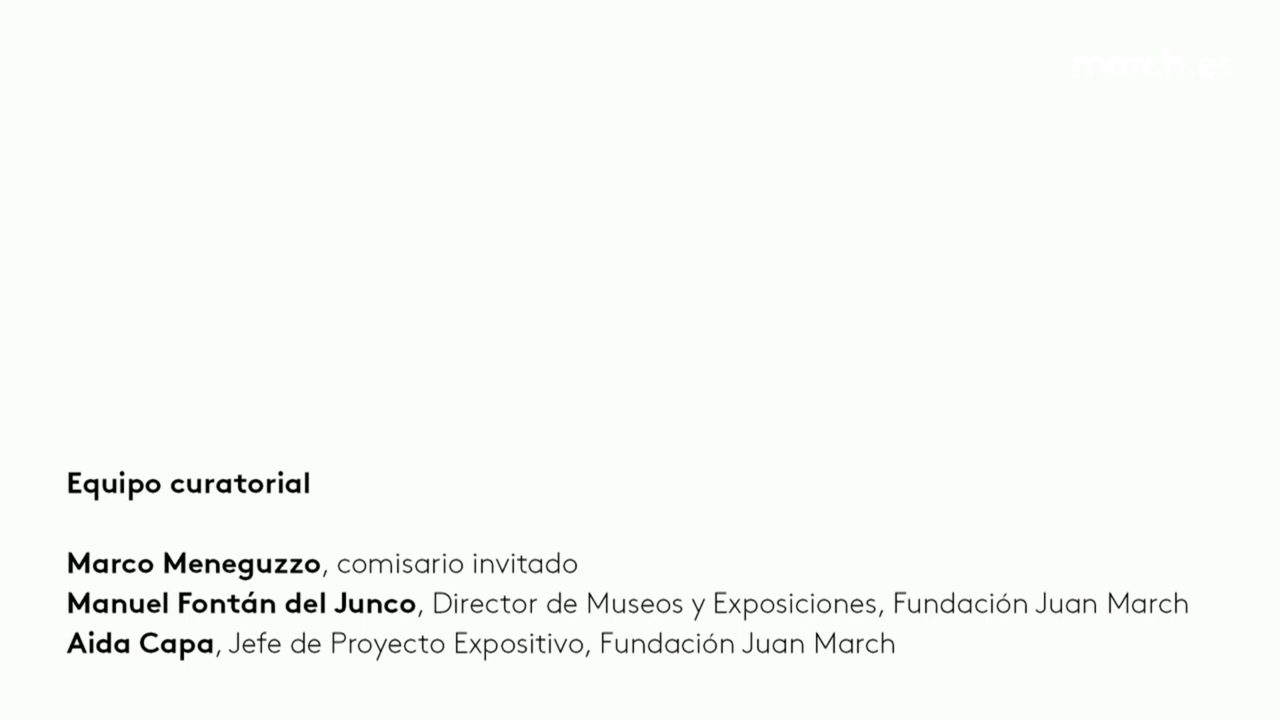 march.es
Equipo curatorial
Marco Meneguzzo, comisario invitado
Manuel Fontán del Junco, Director de Museos y Exposiciones, Fundación Juan March
Aida Capa, Jefe de Proyecto Expositivo, Fundación Juan March